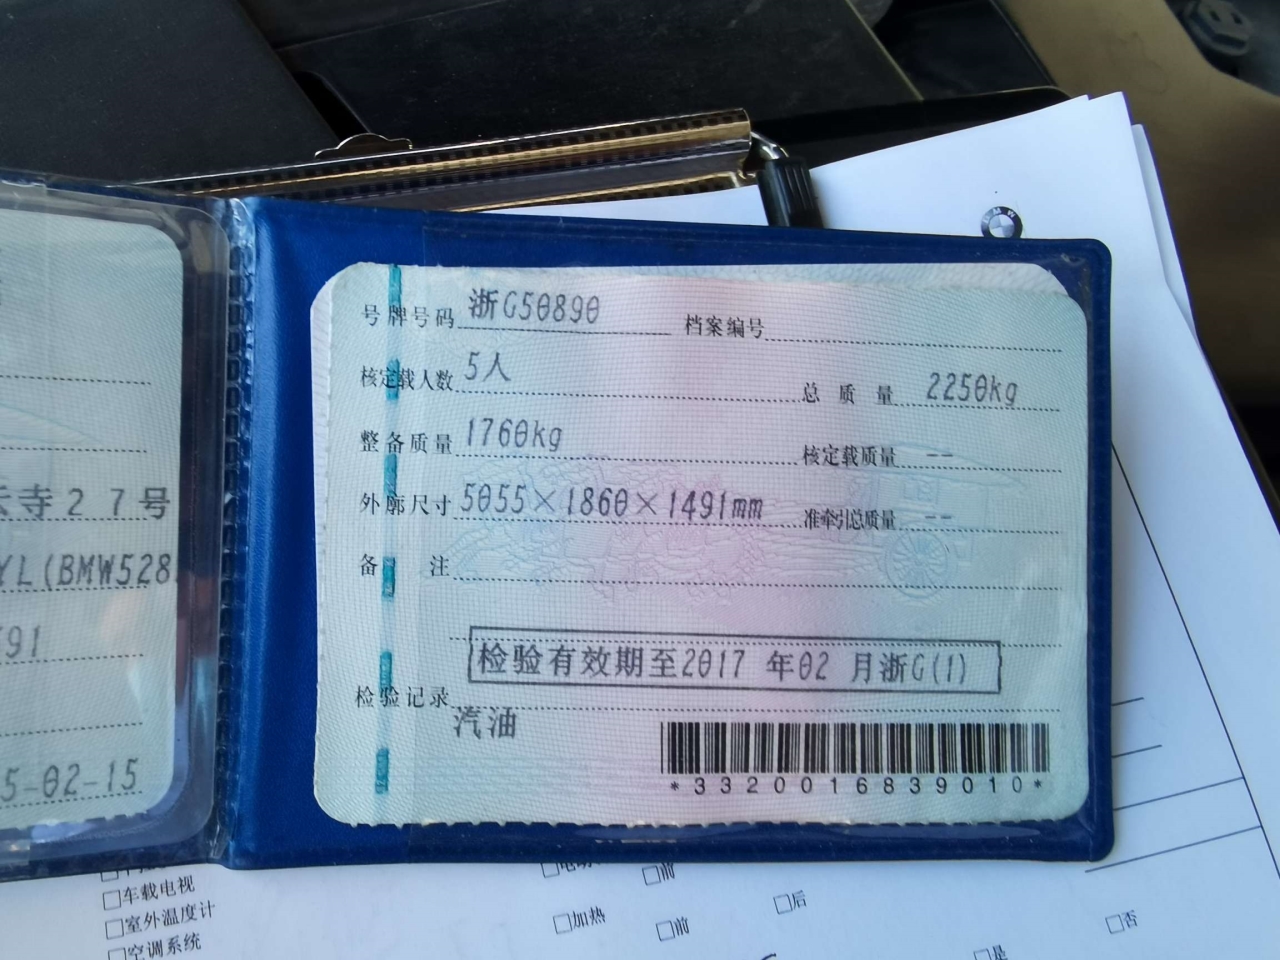 云寺27号
YL(BMW528
91
5-02-15
号牌号码 浙G50890 档案编号
核定载人数 5人 总质量 2250kg
整备质量 1760kg 核定载质量 --
外廓尺寸 5055×1860×1491mm 准牵引总质量 --
备注
检验有效期至2017 年02 月浙G(1)
检验记录
汽油
*3320016839010*
□车载电视
□室外温度计
□空调系统
□加热
□前
□前
□后
□是
□否